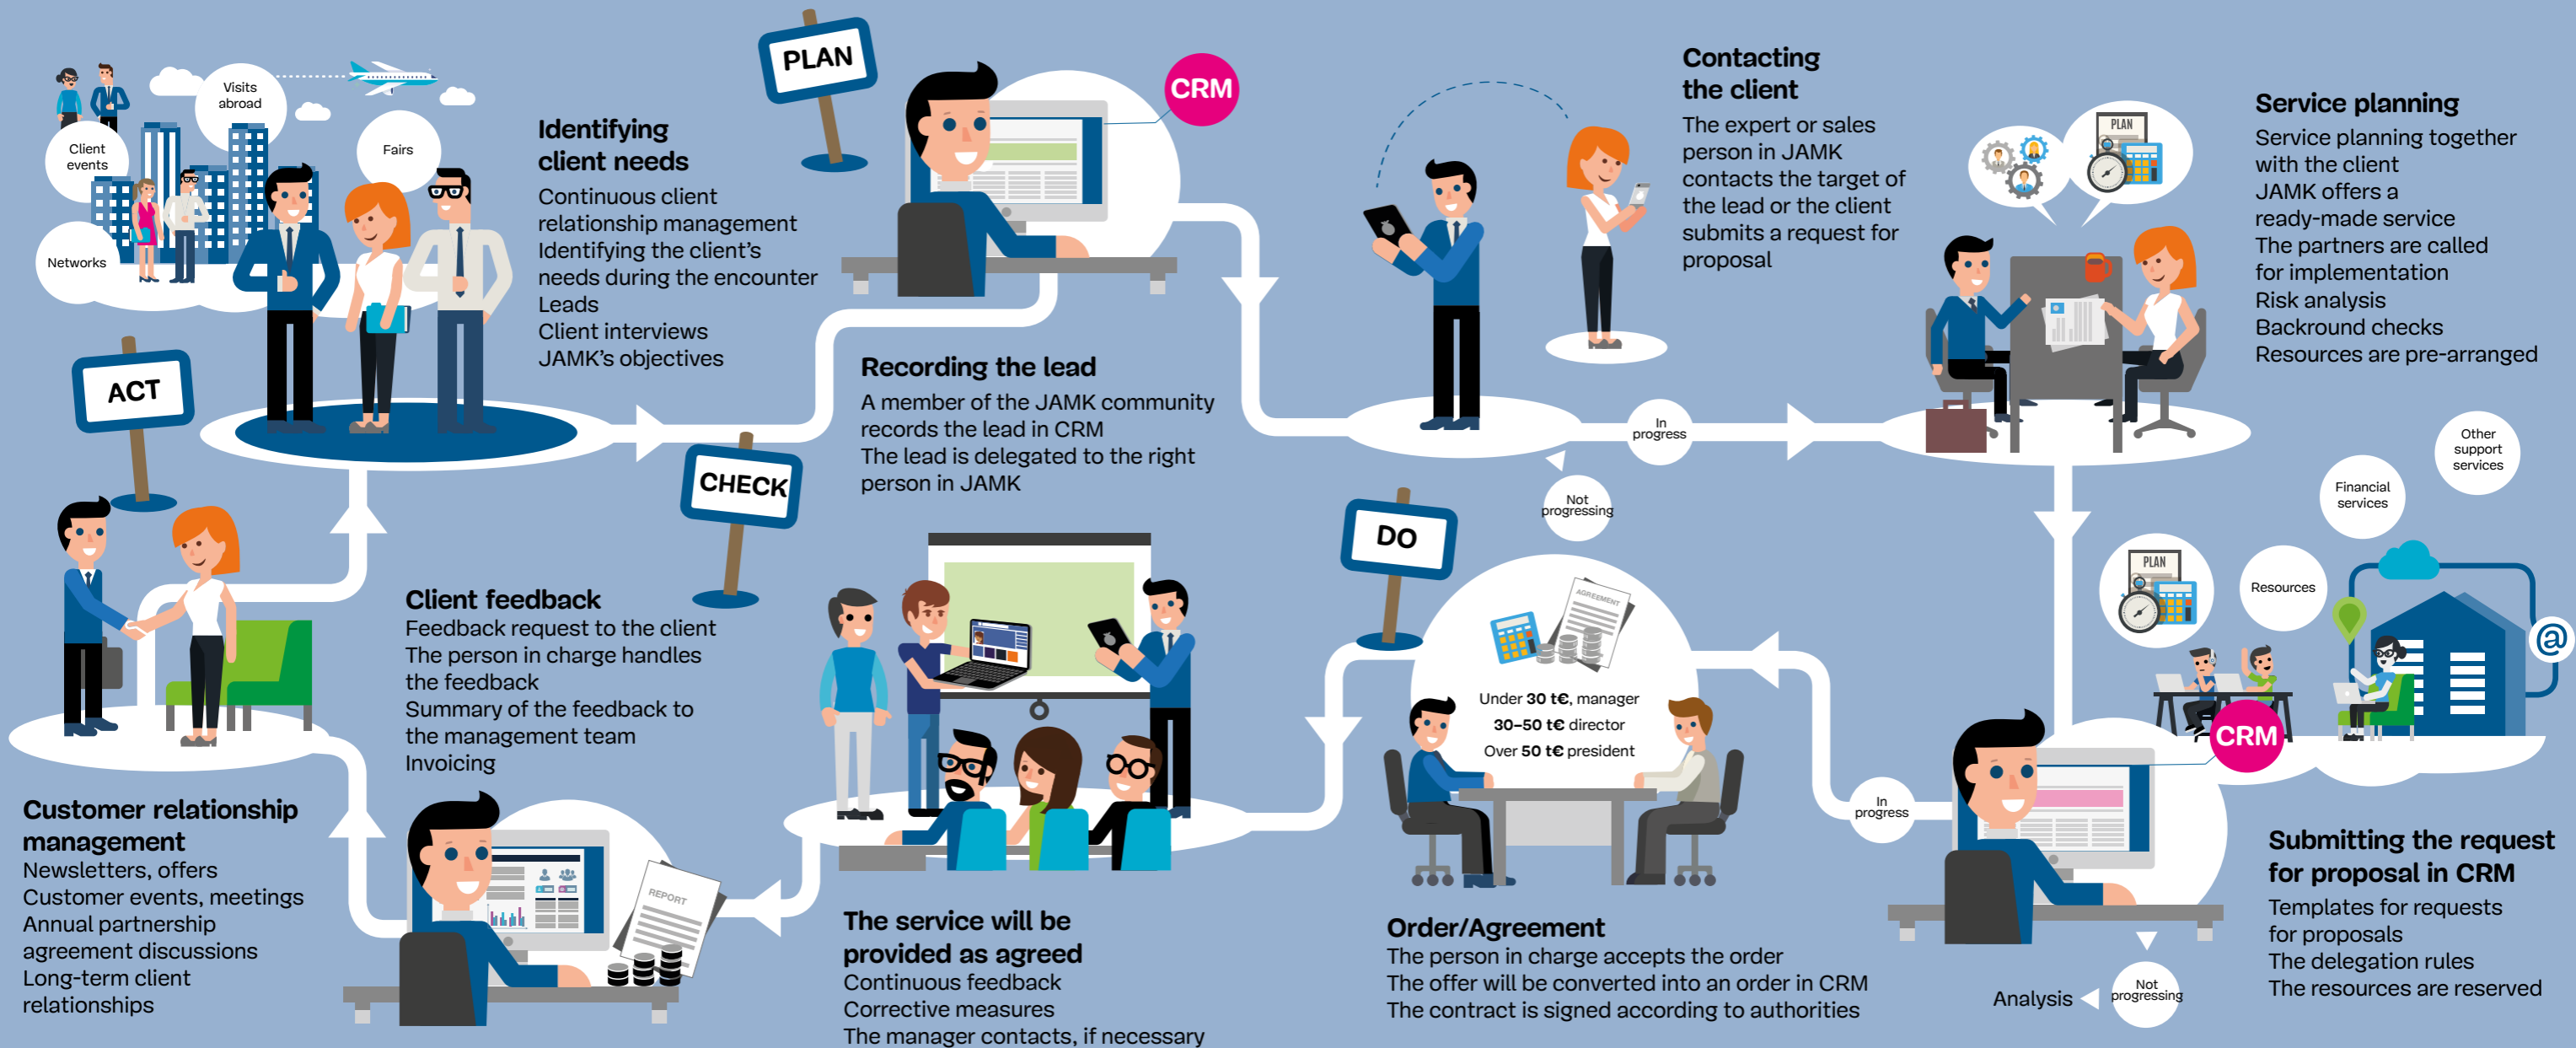 Visits
abroad
Client
events
Fairs
Networks
Identifying
client needs
Continuous client
relationship management
Identifying the client's
needs during the encounter
Leads
Client interviews
JAMK's objectives
PLAN
CRM
Recording the lead
A member of the JAMK community
records the lead in CRM
The lead is delegated to the right
person in JAMK
Contacting
the client
The expert or sales
person in JAMK
contacts the target of
the lead or the client
submits a request for
proposal
In
progress
Not
progressing
PLAN
Service planning
Service planning together
with the client
JAMK offers a
ready-made service
The partners are called
for implementation
Risk analysis
Backround checks
Resources are pre-arranged
Other
support
services
Financial
services
Resources
PLAN
@
CRM
Submitting the request
for proposal in CRM
Templates for requests
for proposals
The delegation rules
The resources are reserved
In
progress
Not
progressing
Analysis
DO
AGREEMENT
Under 30 t€, manager
30–50 t€ director
Over 50 t€ president
Order/Agreement
The person in charge accepts the order
The offer will be converted into an order in CRM
The contract is signed according to authorities
The service will be
provided as agreed
Continuous feedback
Corrective measures
The manager contacts, if necessary
CHECK
Client feedback
Feedback request to the client
The person in charge handles
the feedback
Summary of the feedback to
the management team
Invoicing
REPORT
ACT
Customer relationship
management
Newsletters, offers
Customer events, meetings
Annual partnership
agreement discussions
Long-term client
relationships